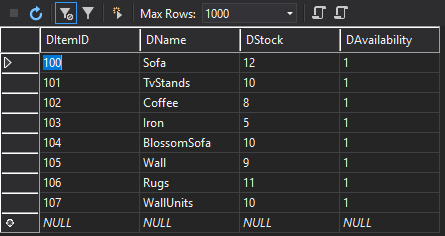 Max Rows: 1000
DItemID DName DStock DAvailability
100 Sofa 12 1
101 TvStands 10 1
102 Coffee 8 1
103 Iron 5 1
104 BlossomSofa 10 1
105 Wall 9 1
106 Rugs 11 1
107 WallUnits 10 1
NULL NULL NULL NULL